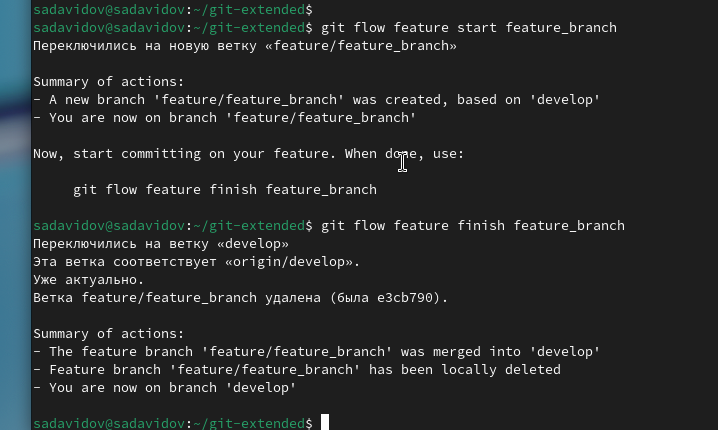 sadavidov@sadavidov:~/git-extended$
sadavidov@sadavidov:~/git-extended$ git flow feature start feature_branch
Переключились на новую ветку «feature/feature_branch»
Summary of actions:
- A new branch 'feature/feature_branch' was created, based on 'develop'
- You are now on branch 'feature/feature_branch'
Now, start committing on your feature. When done, use:
git flow feature finish feature_branch
sadavidov@sadavidov:~/git-extended$ git flow feature finish feature_branch
Переключились на ветку «develop»
Эта ветка соответствует «origin/develop».
Уже актуально.
Ветка feature/feature_branch удалена (была e3cb790).
Summary of actions:
- The feature branch 'feature/feature_branch' was merged into 'develop'
- Feature branch 'feature/feature_branch' has been locally deleted
- You are now on branch 'develop'
sadavidov@sadavidov:~/git-extended$